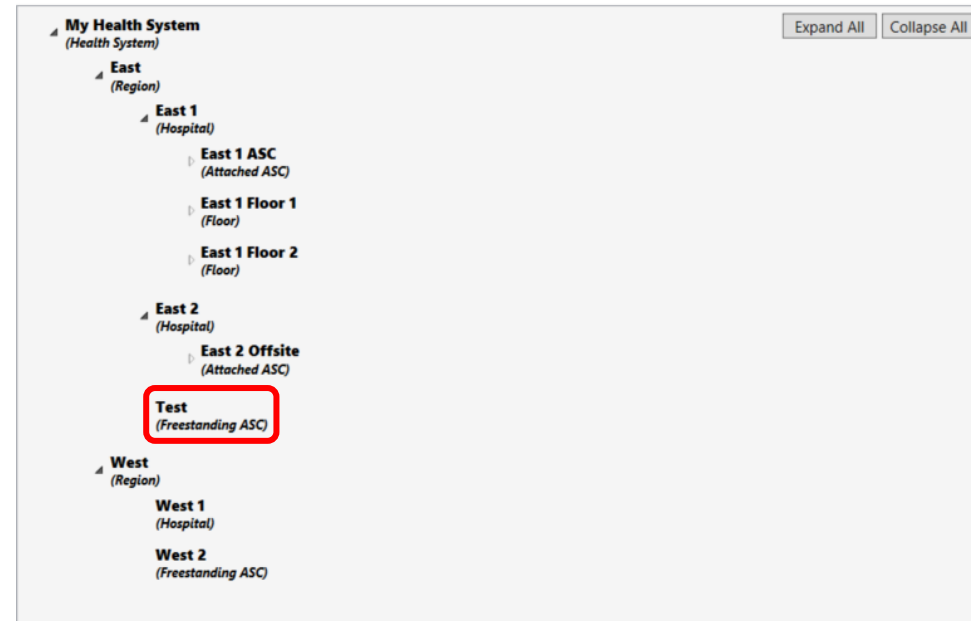 My Health System
(Health System)
Expand All
Collapse All
East
(Region)
East 1
(Hospital)
East 1 ASC
(Attached ASC)
East 1 Floor 1
(Floor)
East 1 Floor 2
(Floor)
East 2
(Hospital)
East 2 Offsite
(Attached ASC)
Test
(Freestanding ASC)
West
(Region)
West 1
(Hospital)
West 2
(Freestanding ASC)